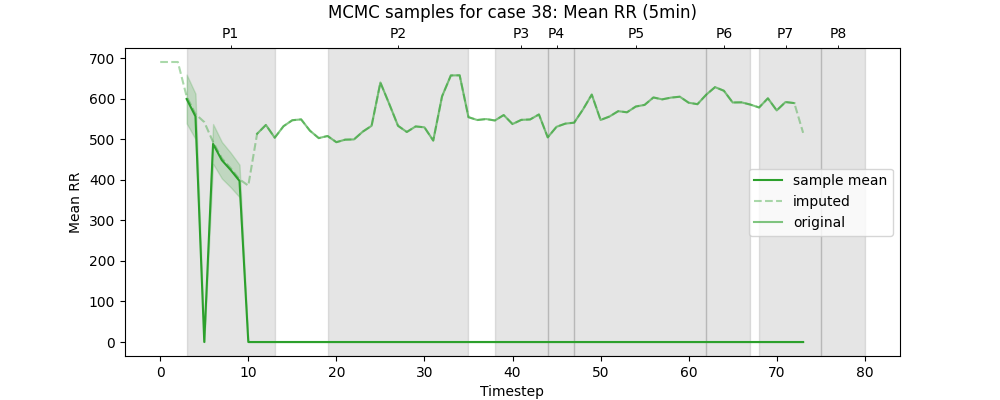 MCMC samples for case 38: Mean RR (5min)
P1 P2 P3 P4 P5 P6 P7 P8
700
600
500
400
300
200
100
0
Mean RR
sample mean
imputed
original
0 10 20 30 40 50 60 70 80
Timestep